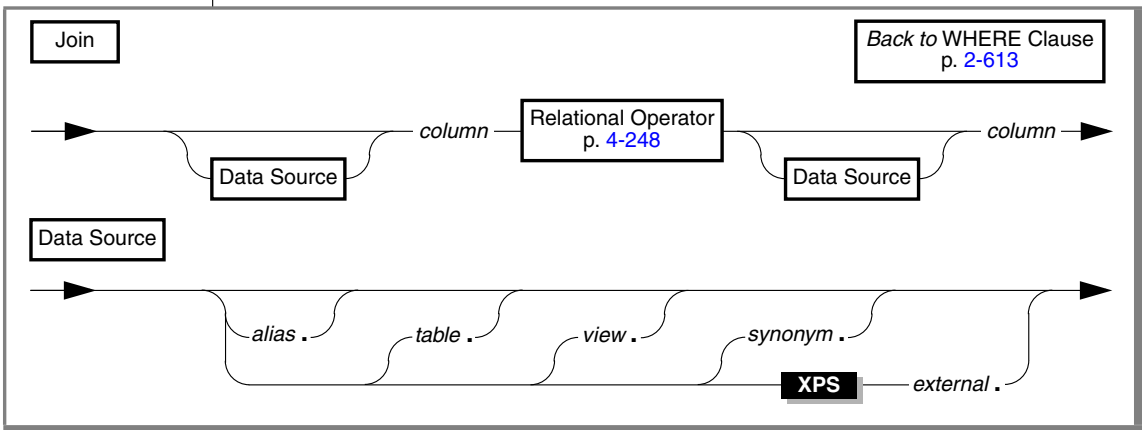 Join
Back to WHERE Clause
p. 2-613
column
Relational Operator
p. 4-248
column
Data Source
Data Source
Data Source
alias .
table .
view .
synonym .
XPS
external .